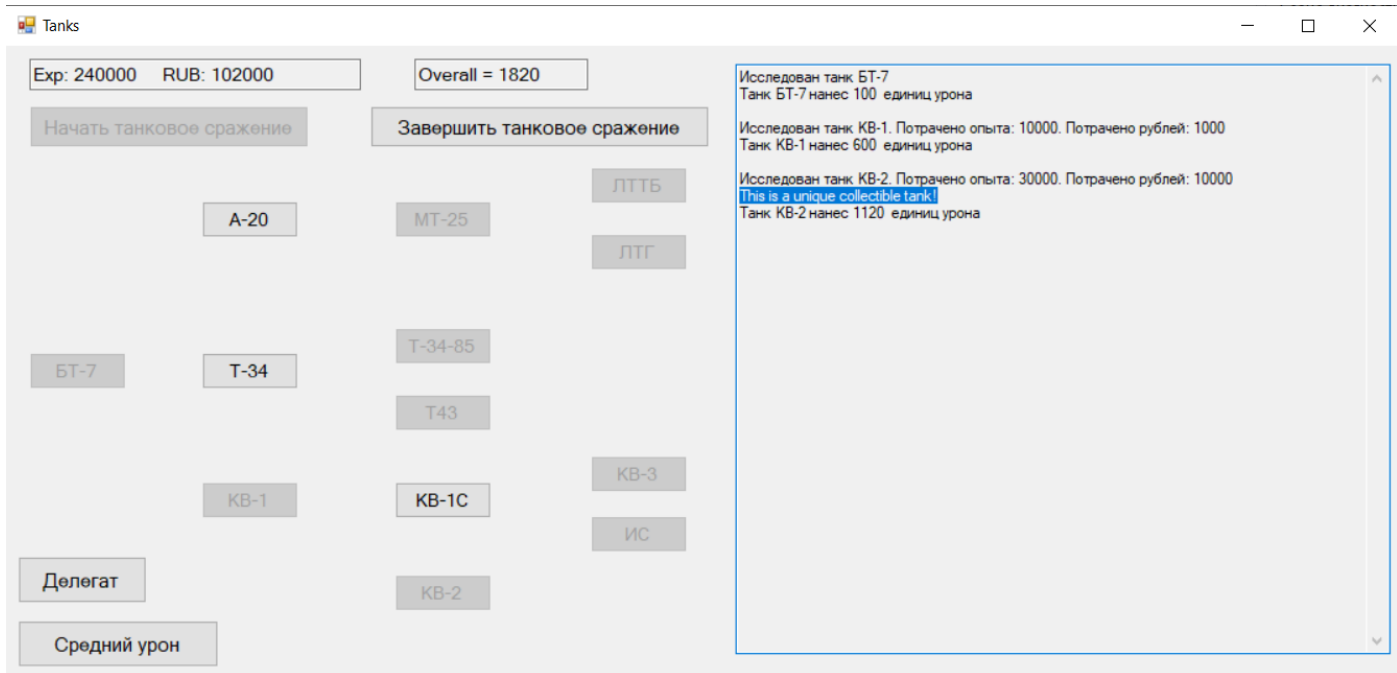 Tanks
Exp: 240000 RUB: 102000
Overall = 1820
Начать танковое сражение
Завершить танковое сражение
ЛТТБ
А-20
МТ-25
ЛТГ
Т-34-85
БТ-7
Т-34
Т43
КВ-3
КВ-1
КВ-1С
ИС
Делегат
КВ-2
Средний урон
Исследован танк БТ-7
Танк БТ-7 нанес 100 единиц урона
Исследован танк КВ-1. Потрачено опыта: 10000. Потрачено рублей: 1000
Танк КВ-1 нанес 600 единиц урона
Исследован танк КВ-2. Потрачено опыта: 30000. Потрачено рублей: 10000
This is a unique collectible tank!
Танк КВ-2 нанес 1120 единиц урона